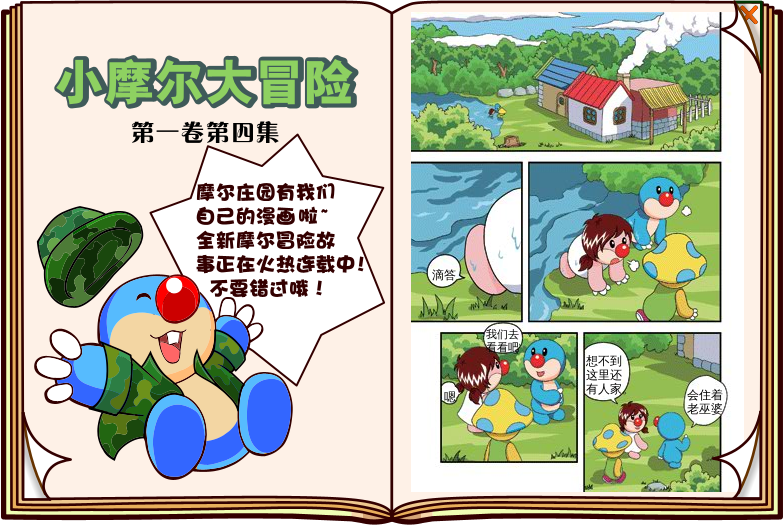 小摩尔大冒险
第一卷第四集
摩尔庄园有我们
自己的漫画啦~
全新摩尔冒险故
事正在火热连载中!
不要错过哦!
滴答
我们去
看看吧
嗯
想不到
这里还
有人家
会住着
老巫婆